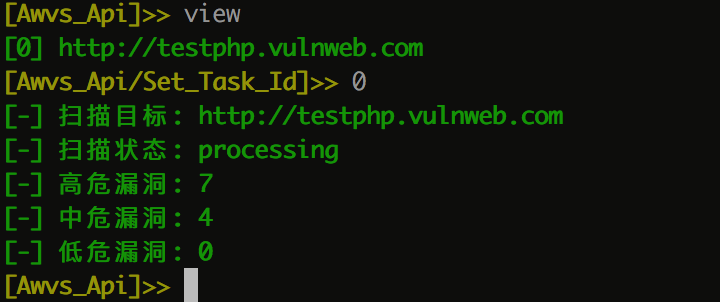 [Awvs_Api]>> view
[0] http://testphp.vulnweb.com
[Awvs_Api/Set_Task_Id]>> 0
[-] 扫描目标: http://testphp.vulnweb.com
[-] 扫描状态: processing
[-] 高危漏洞: 7
[-] 中危漏洞: 4
[-] 低危漏洞: 0
[Awvs_Api]>>